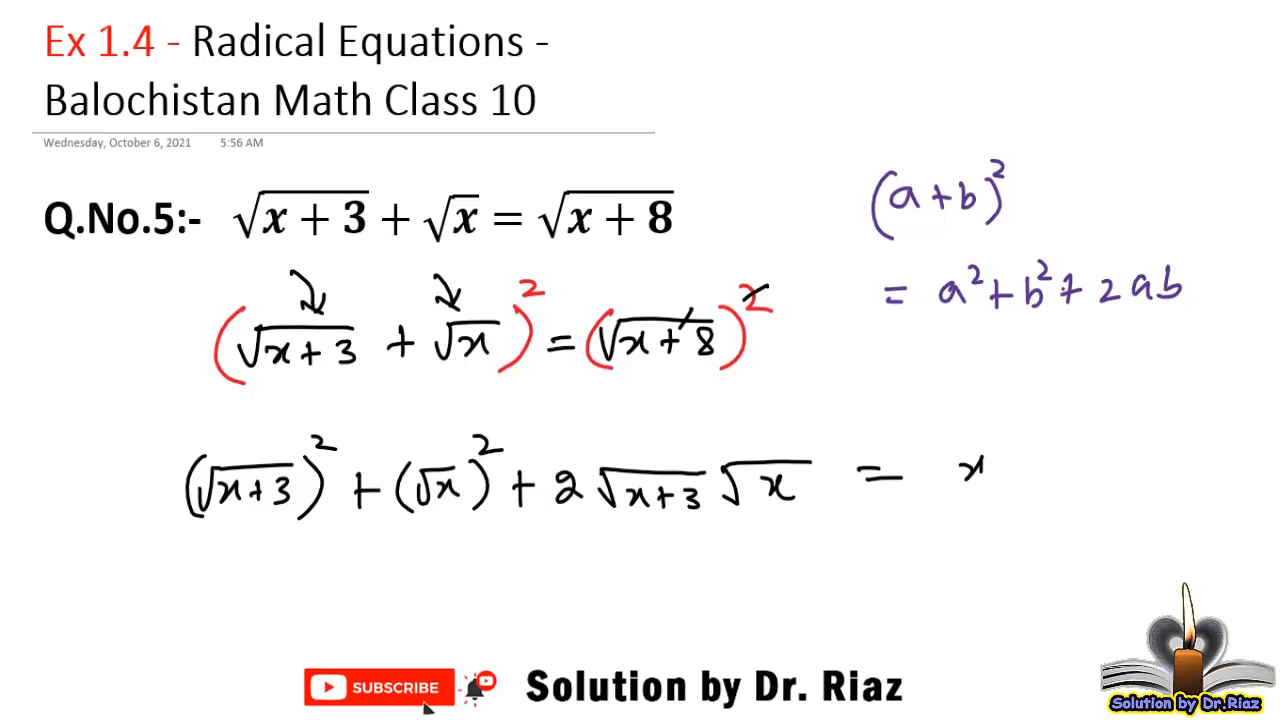 Ex 1.4 - Radical Equations -
Balochistan Math Class 10
Wednesday, October 6, 2021 5:56 AM
Q.No.5:- √(x + 3) + √x = √(x + 8)
(a + b)²
= a² + b² + 2ab
(√(x + 3) + √x)² = (√(x + 8))²
(√(x + 3))² + (√x)² + 2 √(x + 3) √x = x
SUBSCRIBE
Solution by Dr. Riaz
Solution by Dr.Riaz